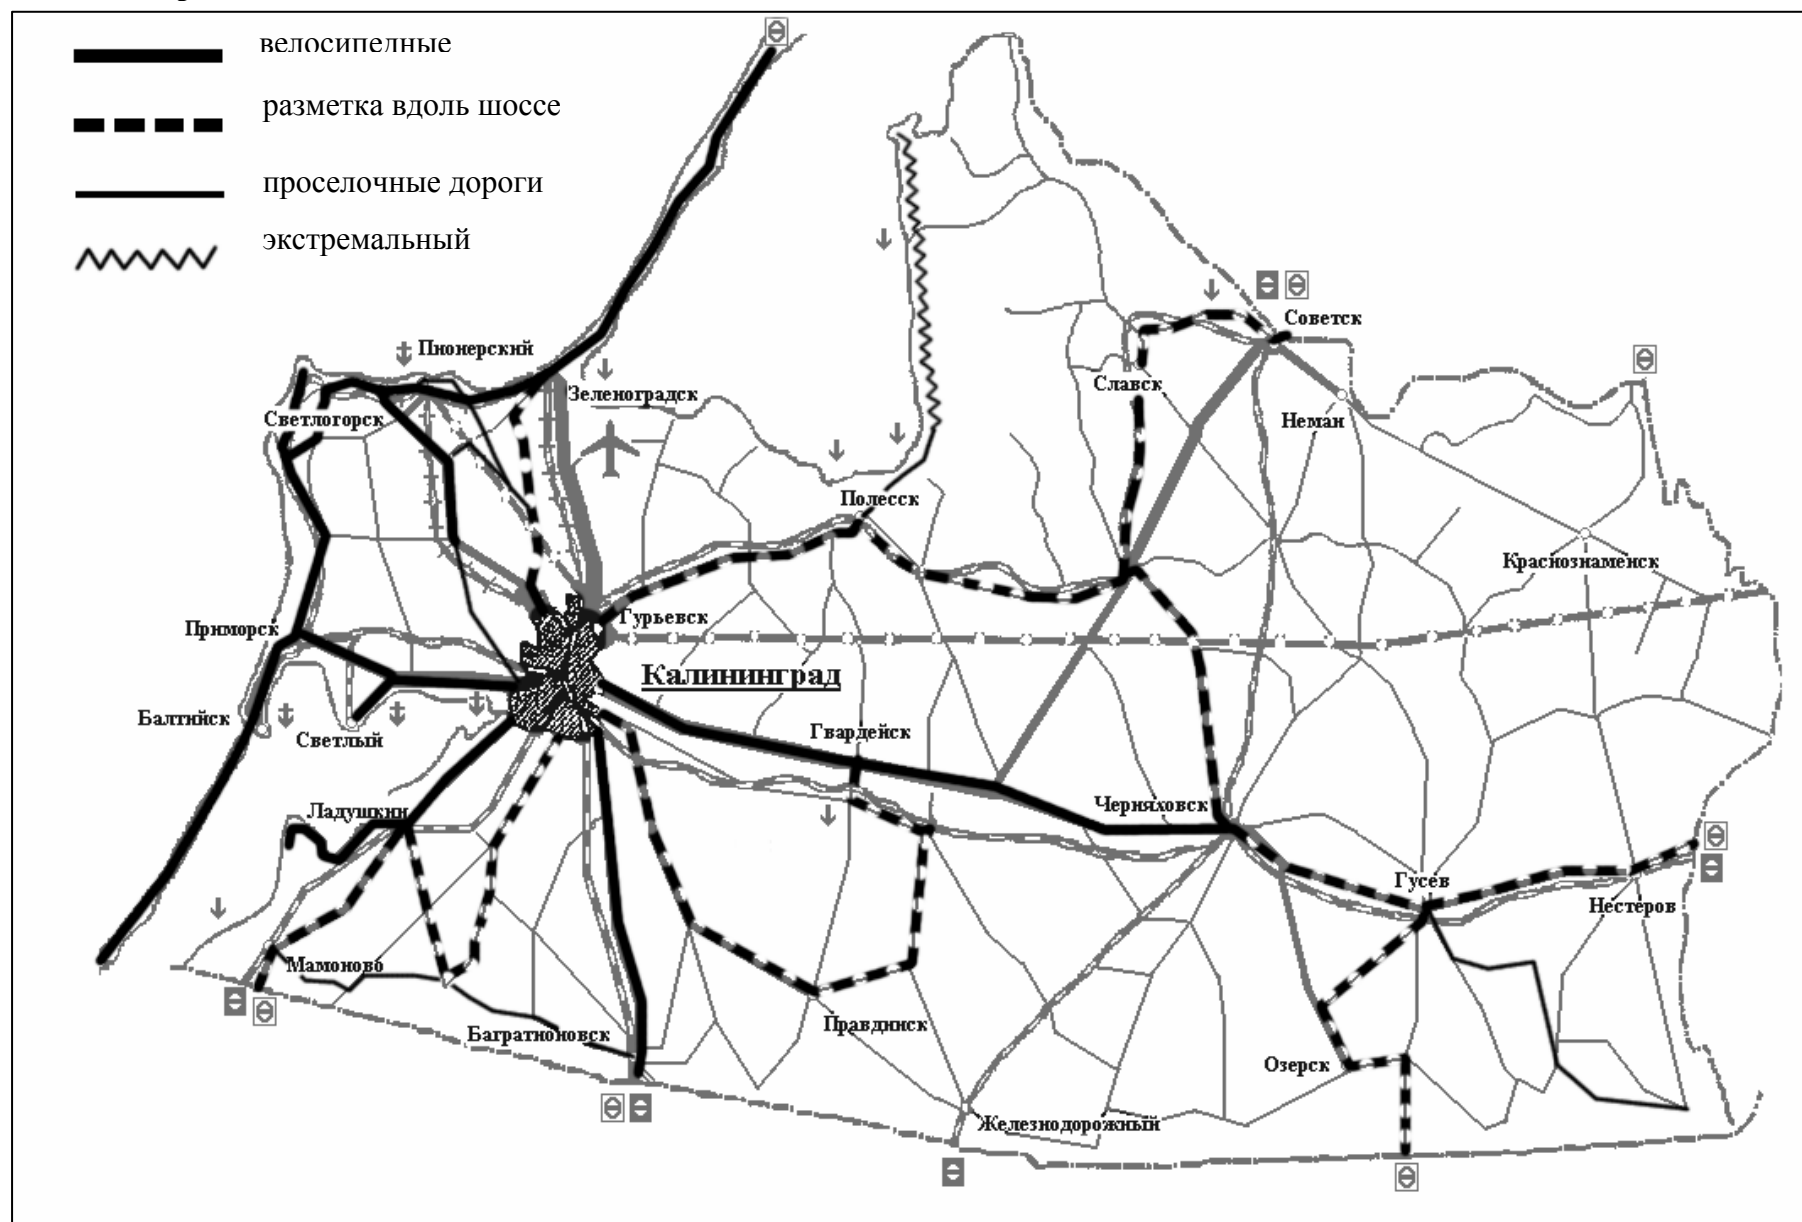 велосипедные
разметка вдоль шоссе
проселочные дороги
экстремальный
Советск
Пионерский
Славск
Зеленоградск
Светлогорск
Неман
Полесск
Краснознаменск
Гурьевск
Приморск
Калининград
Балтийск
Гвардейск
Светлый
Черняховск
Ладушкин
Гусев
Нестеров
Мамоново
Правдинск
Багратионовск
Озерск
Железнодорожный